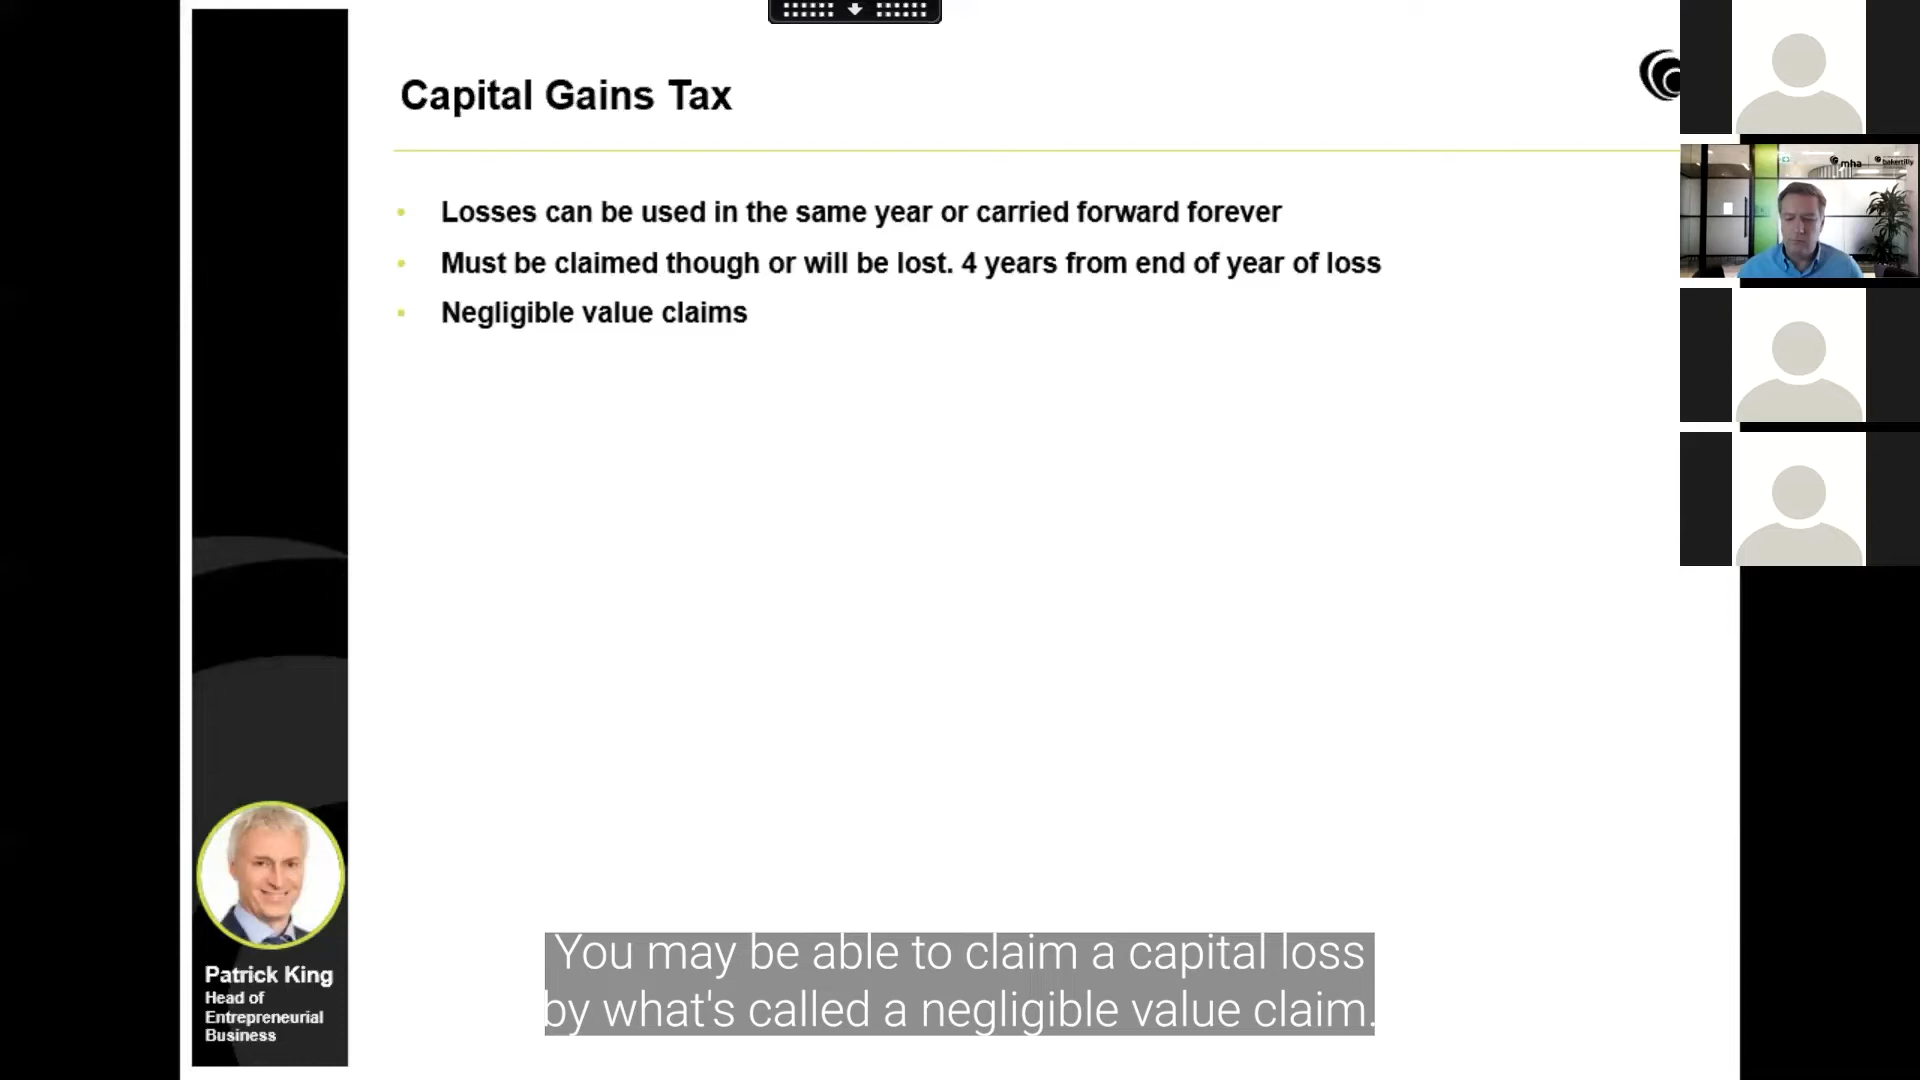 Capital Gains Tax
• Losses can be used in the same year or carried forward forever
• Must be claimed though or will be lost. 4 years from end of year of loss
• Negligible value claims
mha
bakertilly
Patrick King
Head of
Entrepreneurial
Business
You may be able to claim a capital loss
by what's called a negligible value claim.